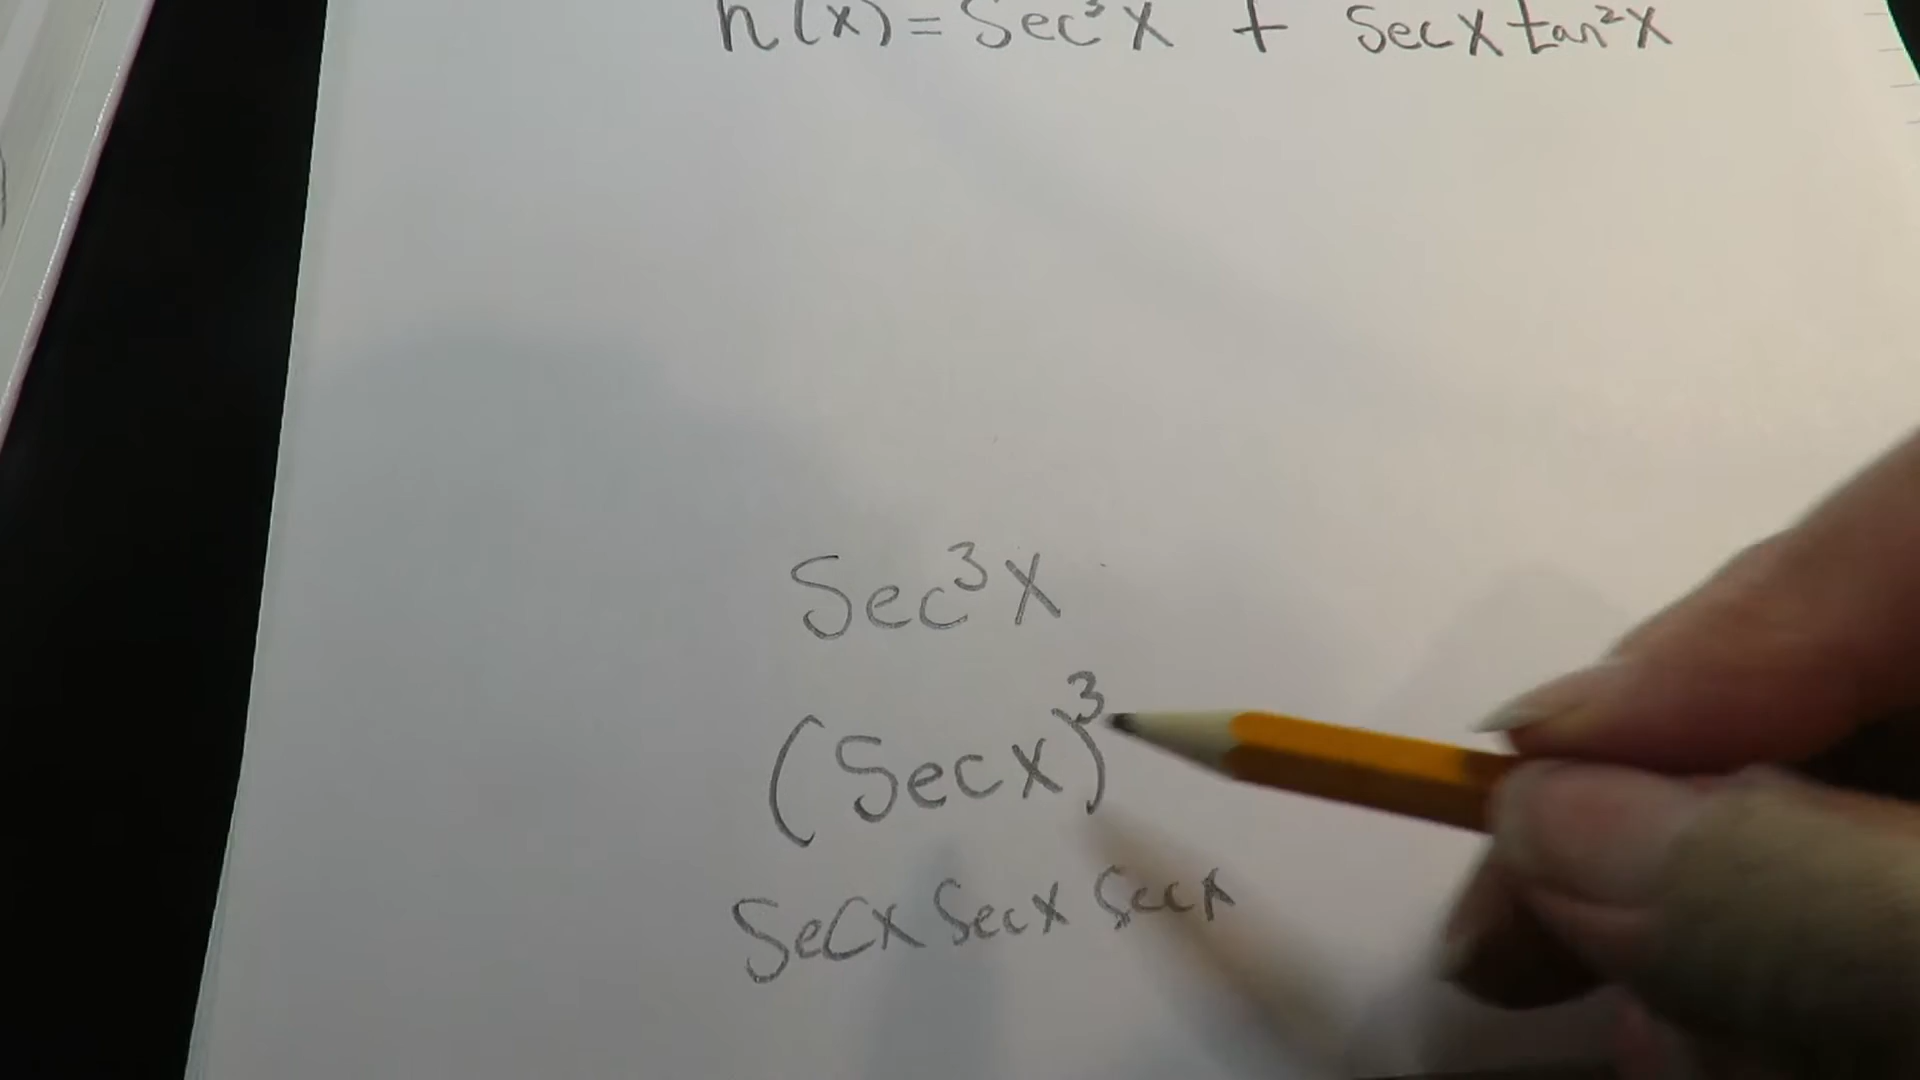 h(x) = Sec³x + Secx tan²x
Sec³x
(Secx)³
Secx Secx Secx